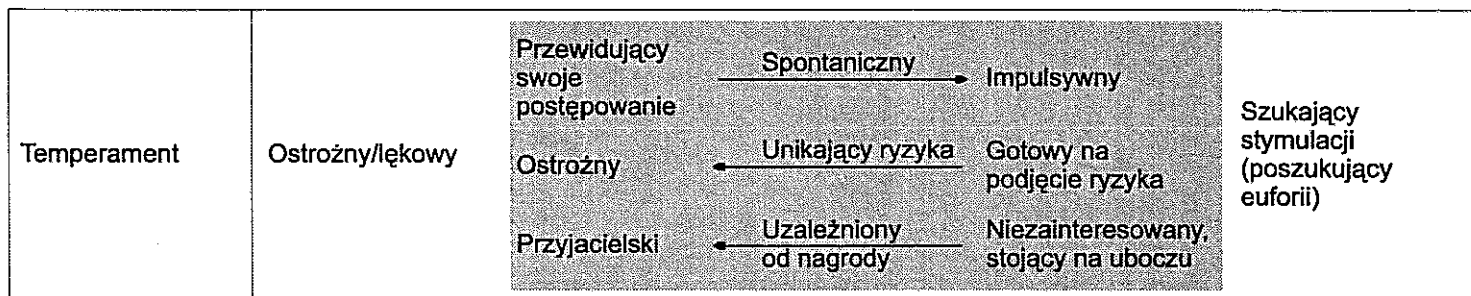 Temperament
Ostrożny/lękowy
Przewidujący
swoje
postępowanie
Spontaniczny
Impulsywny
Ostrożny
Unikający ryzyka
Gotowy na
podjęcie ryzyka
Przyjacielski
Uzależniony
od nagrody
Niezainteresowany,
stojący na uboczu
Szukający
stymulacji
(poszukujący
euforii)